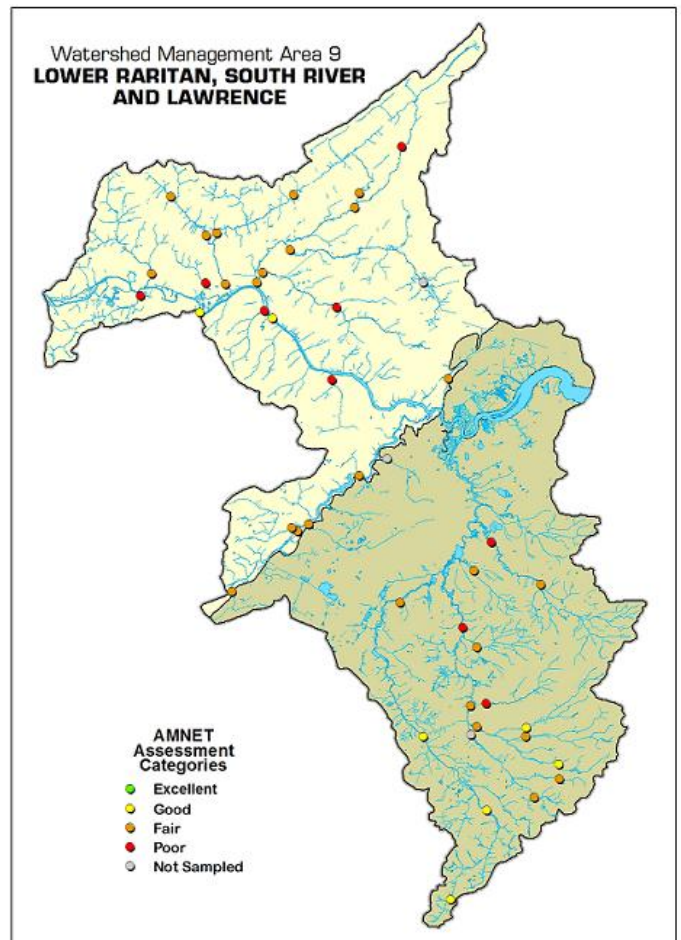 Watershed Management Area 9
LOWER RARITAN, SOUTH RIVER
AND LAWRENCE
AMNET
Assessment
Categories
Excellent
Good
Fair
Poor
Not Sampled